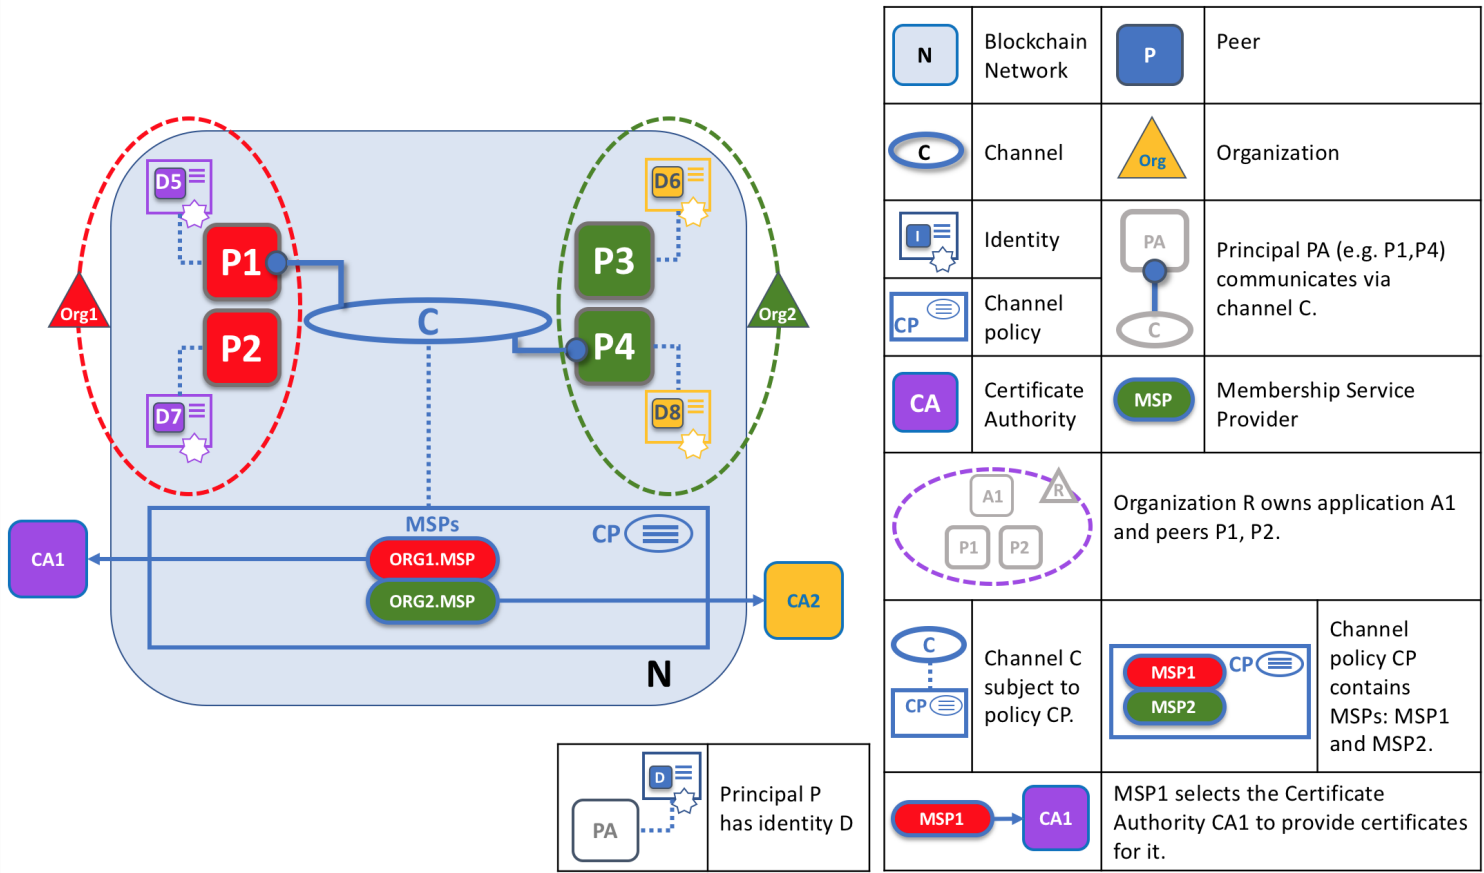 D5
D6
P1
P3
Org1
C
Org2
P2
P4
D7
D8
MSPs
CP
CA1
ORG1.MSP
ORG2.MSP
CA2
N
D
PA
Principal P
has identity D
N
Blockchain
Network
P
Peer
C
Channel
Org
Organization
I
Identity
PA
C
Principal PA (e.g. P1,P4)
communicates via
channel C.
CP
Channel
policy
CA
Certificate
Authority
MSP
Membership Service
Provider
A1
R
P1
P2
Organization R owns application A1
and peers P1, P2.
C
CP
Channel C
subject to
policy CP.
MSP1
MSP2
CP
Channel
policy CP
contains
MSPs: MSP1
and MSP2.
MSP1
CA1
MSP1 selects the Certificate
Authority CA1 to provide certificates
for it.